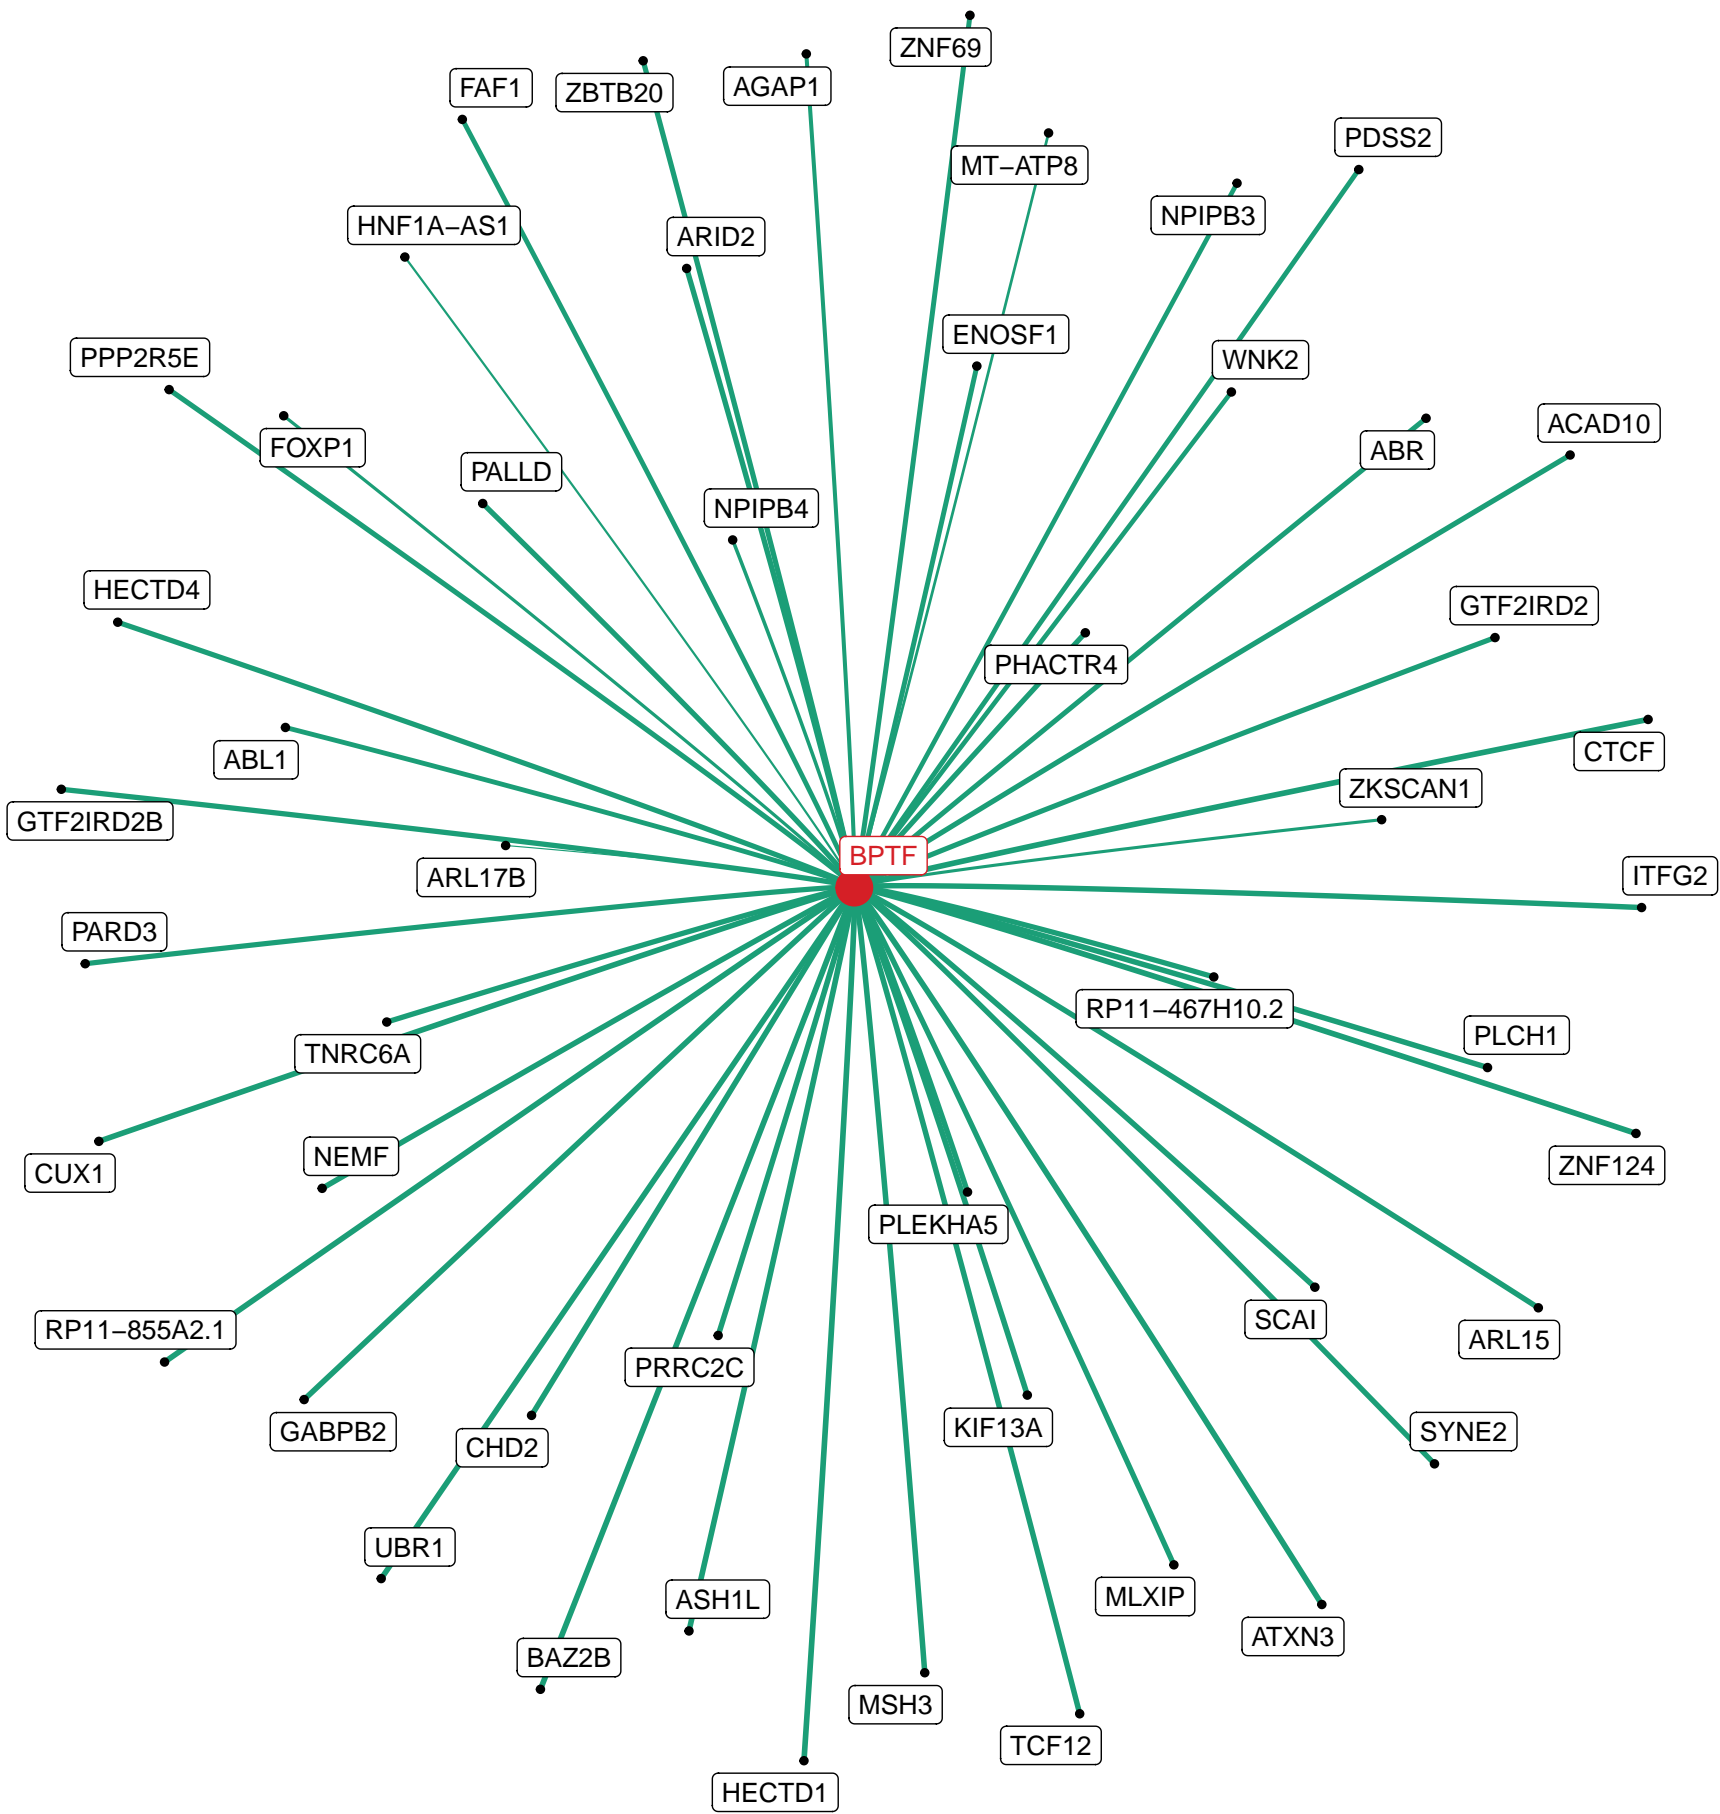 ZNF69
FAF1
ZBTB20
AGAP1
PDSS2
MT−ATP8
NPIPB3
HNF1A−AS1
ARID2
ENOSF1
PPP2R5E
WNK2
ACAD10
FOXP1
ABR
PALLD
NPIPB4
HECTD4
GTF2IRD2
PHACTR4
ABL1
CTCF
ZKSCAN1
GTF2IRD2B
BPTF
ARL17B
ITFG2
PARD3
RP11−467H10.2
PLCH1
TNRC6A
NEMF
ZNF124
CUX1
PLEKHA5
SCAI
RP11−855A2.1
ARL15
PRRC2C
KIF13A
GABPB2
SYNE2
CHD2
UBR1
MLXIP
ASH1L
ATXN3
BAZ2B
MSH3
TCF12
HECTD1